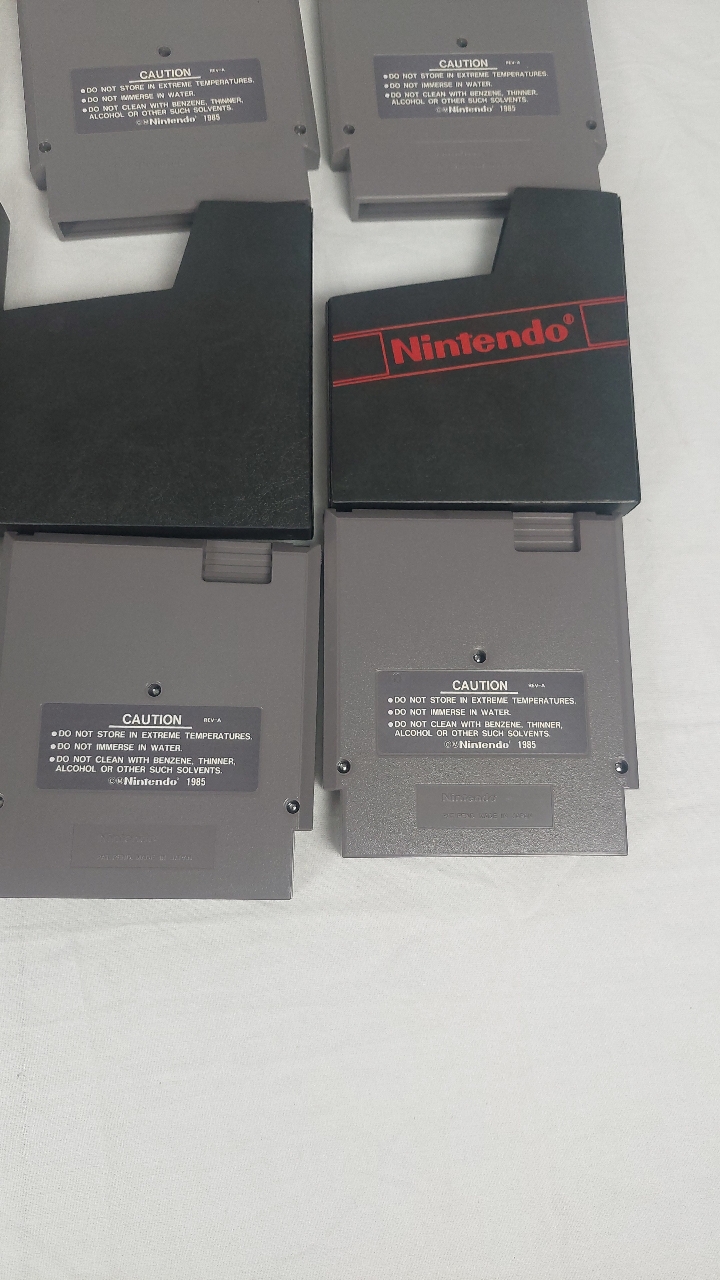 CAUTION REV-A
●DO NOT STORE IN EXTREME TEMPERATURES.
●DO NOT IMMERSE IN WATER.
●DO NOT CLEAN WITH BENZENE, THINNER,
ALCOHOL OR OTHER SUCH SOLVENTS.
©Ⓜ Nintendo® 1985
CAUTION REV-A
●DO NOT STORE IN EXTREME TEMPERATURES.
●DO NOT IMMERSE IN WATER.
●DO NOT CLEAN WITH BENZENE, THINNER,
ALCOHOL OR OTHER SUCH SOLVENTS.
©Ⓜ Nintendo® 1985
Nintendo®
CAUTION REV-A
●DO NOT STORE IN EXTREME TEMPERATURES.
●DO NOT IMMERSE IN WATER.
●DO NOT CLEAN WITH BENZENE, THINNER,
ALCOHOL OR OTHER SUCH SOLVENTS.
©Ⓜ Nintendo® 1985
CAUTION REV-A
●DO NOT STORE IN EXTREME TEMPERATURES.
●DO NOT IMMERSE IN WATER.
●DO NOT CLEAN WITH BENZENE, THINNER,
ALCOHOL OR OTHER SUCH SOLVENTS.
©Ⓜ Nintendo® 1985